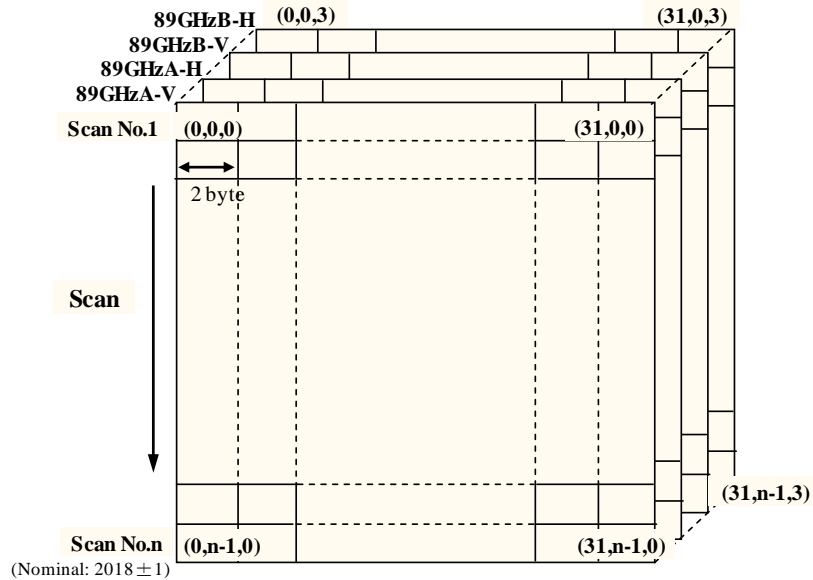 89GHzB-H (0,0,3) (31,0,3)
89GHzB-V
89GHzA-H
89GHzA-V
Scan No.1 (0,0,0) (31,0,0)
2 byte
Scan
(31,n-1,3)
Scan No.n (0,n-1,0) (31,n-1,0)
(Nominal: 2018±1)